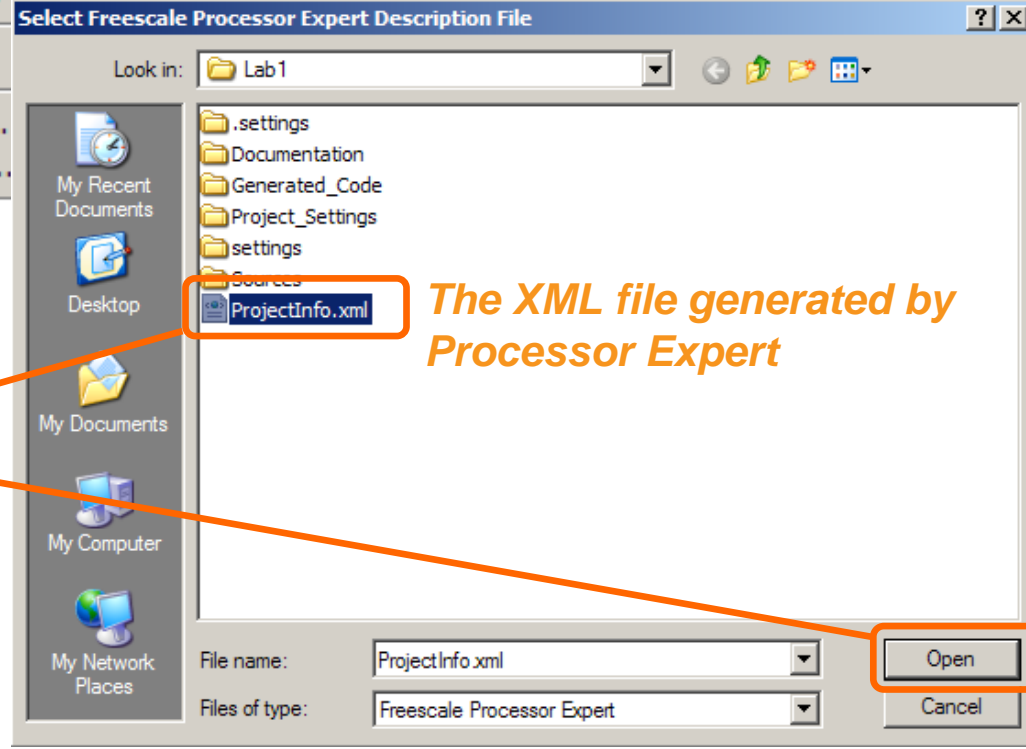 Select Freescale Processor Expert Description File
Look in:
Lab1
My Recent
Documents
Desktop
My Documents
My Computer
My Network
Places
.settings
Documentation
Generated_Code
Project_Settings
settings
Sources
ProjectInfo.xml
The XML file generated by
Processor Expert
File name:
ProjectInfo.xml
Open
Files of type:
Freescale Processor Expert
Cancel